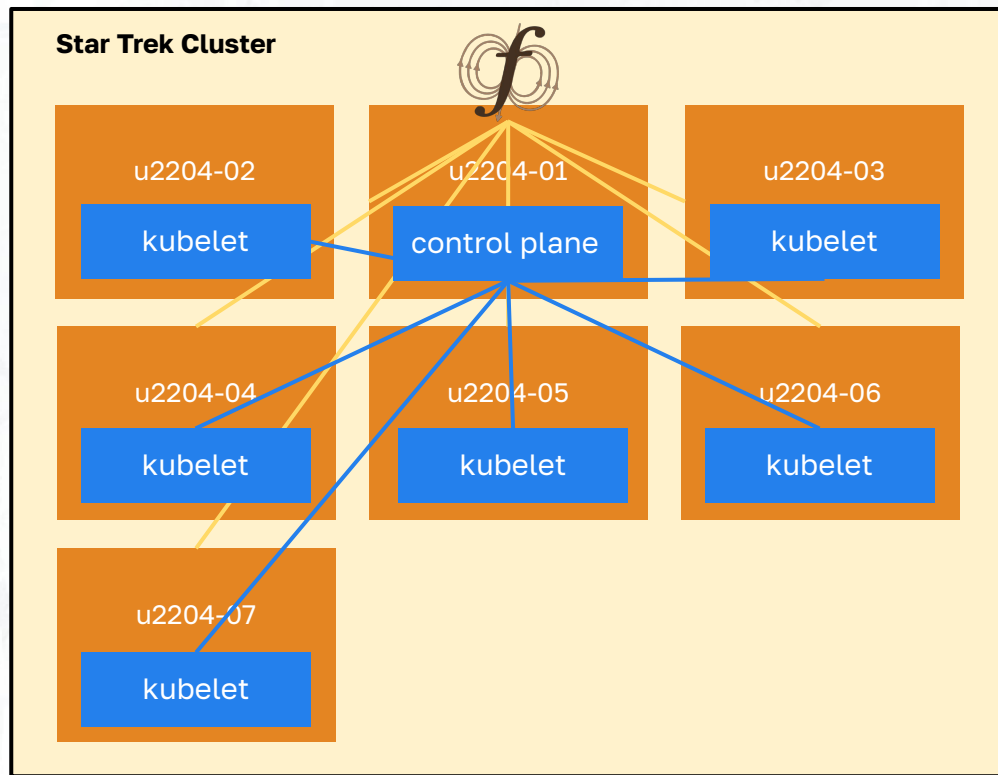 Star Trek Cluster
f
u2204-02
u2204-01
u2204-03
kubelet
control plane
kubelet
u2204-04
u2204-05
u2204-06
kubelet
kubelet
kubelet
u2204-07
kubelet